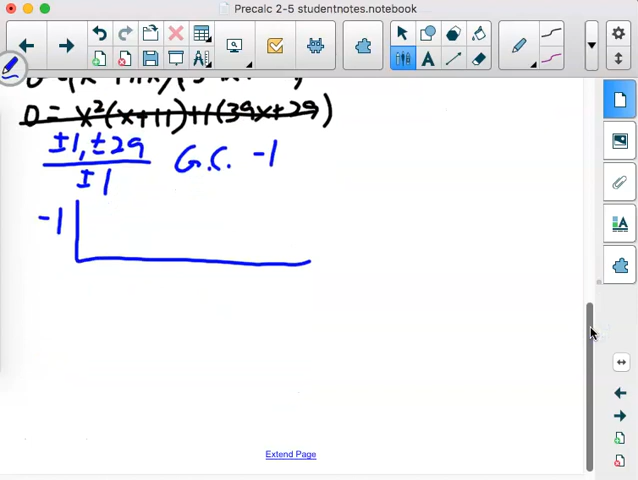 Precalc 2-5 studentnotes.notebook
0 = x²(x+11)+1(39x+29)
±1, ±29
±1
G.C. -1
-1
Extend Page